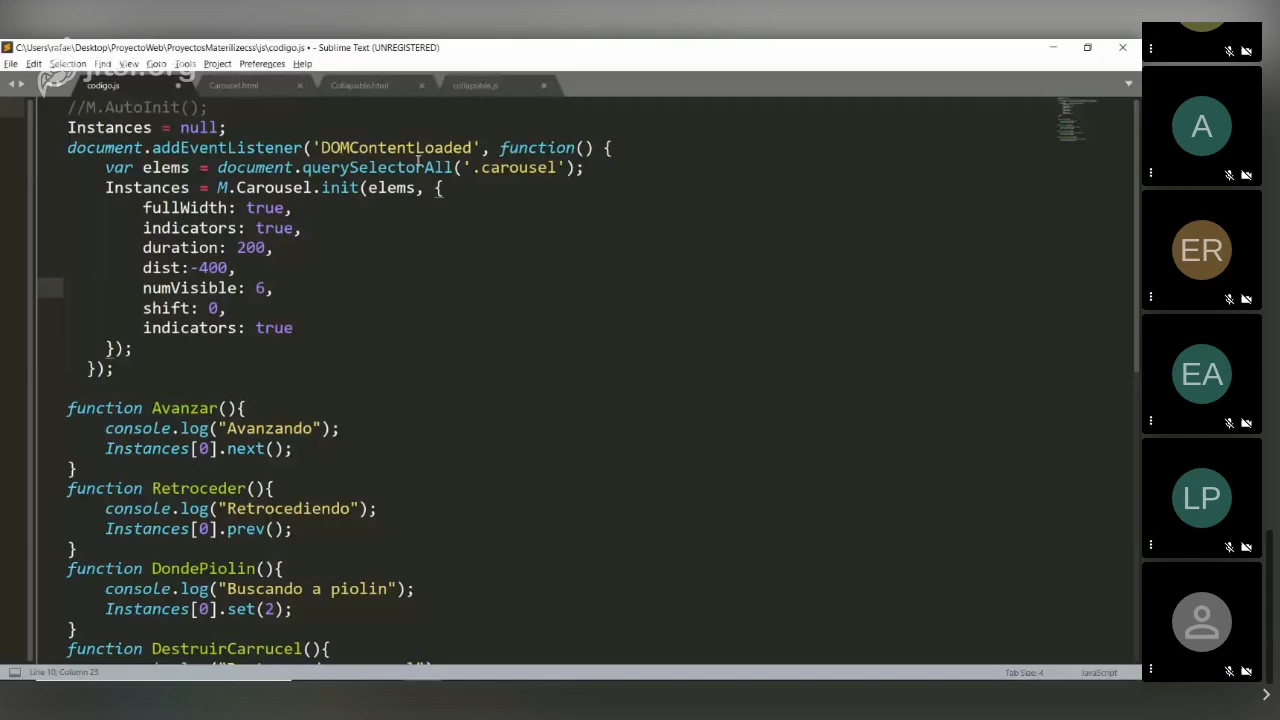 C:\Users\rafae\Desktop\ProyectoWeb\ProyectosMaterilizecss\js\codigo.js • - Sublime Text (UNREGISTERED)
File Edit Selection Find View Goto Tools Project Preferences Help
jitsi.org
codigo.js Carousel.html Collapsible.html collapsible.js
//M.AutoInit();
Instances = null;
document.addEventListener('DOMContentLoaded', function() {
var elems = document.querySelectorAll('.carousel');
Instances = M.Carousel.init(elems, {
fullWidth: true,
indicators: true,
duration: 200,
dist:-400,
numVisible: 6,
shift: 0,
indicators: true
});
});
function Avanzar(){
console.log("Avanzando");
Instances[0].next();
}
function Retroceder(){
console.log("Retrocediendo");
Instances[0].prev();
}
function DondePiolin(){
console.log("Buscando a piolin");
Instances[0].set(2);
}
function DestruirCarrucel(){
Line 10, Column 25
Tab Size: 4
JavaScript
A
ER
EA
LP